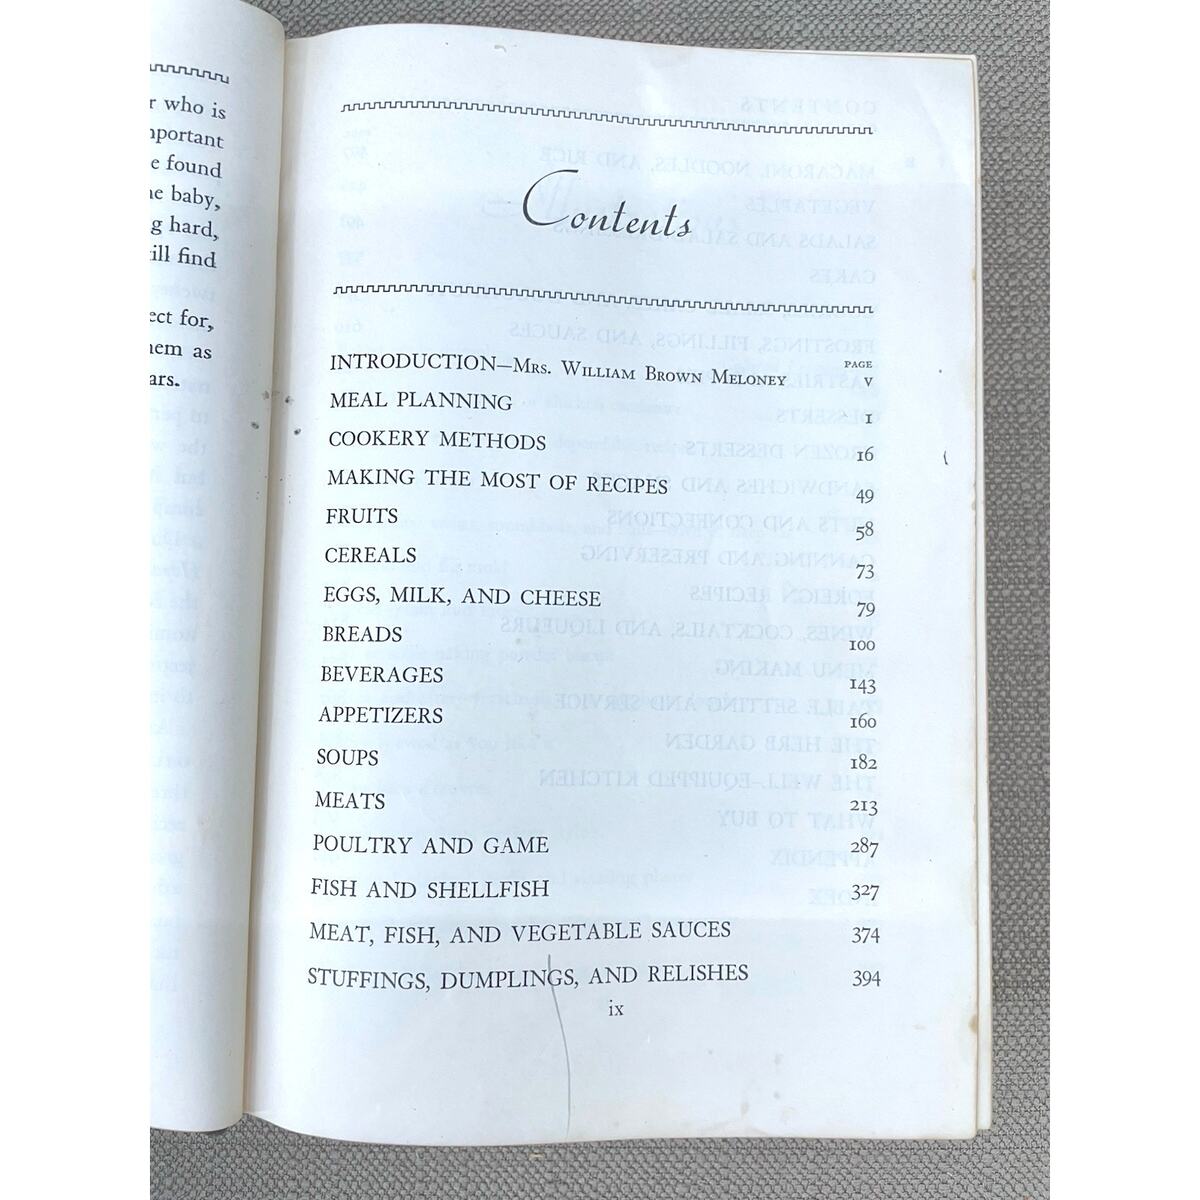 r who is
mportant
e found
ne baby,
g hard,
ill find
ect for,
nem as
ars.
Contents
PAGE
INTRODUCTION—Mrs. William Brown Meloney v
MEAL PLANNING 1
COOKERY METHODS 16
MAKING THE MOST OF RECIPES 49
FRUITS 58
CEREALS 73
EGGS, MILK, AND CHEESE 79
BREADS 100
BEVERAGES 143
APPETIZERS 160
SOUPS 182
MEATS 213
POULTRY AND GAME 287
FISH AND SHELLFISH 327
MEAT, FISH, AND VEGETABLE SAUCES 374
STUFFINGS, DUMPLINGS, AND RELISHES 394
ix